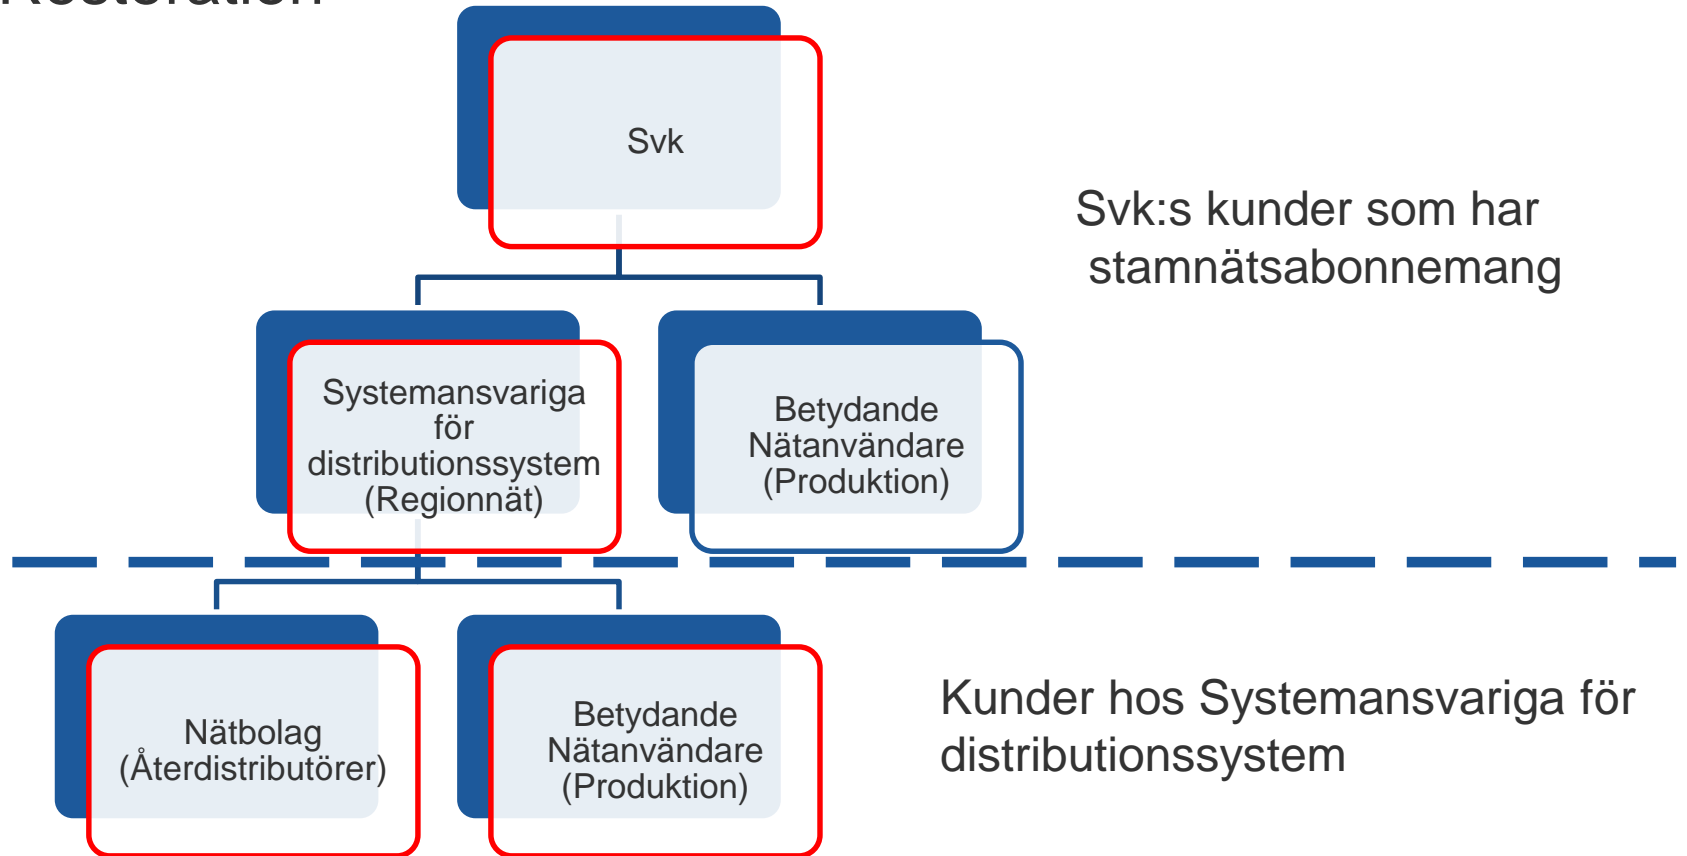 Restoration
Svk
Svk:s kunder som har
stamnätsabonnemang
Systemansvariga
för
distributionssystem
(Regionnät)
Betydande
Nätanvändare
(Produktion)
Nätbolag
(Återdistributörer)
Betydande
Nätanvändare
(Produktion)
Kunder hos Systemansvariga för
distributionssystem